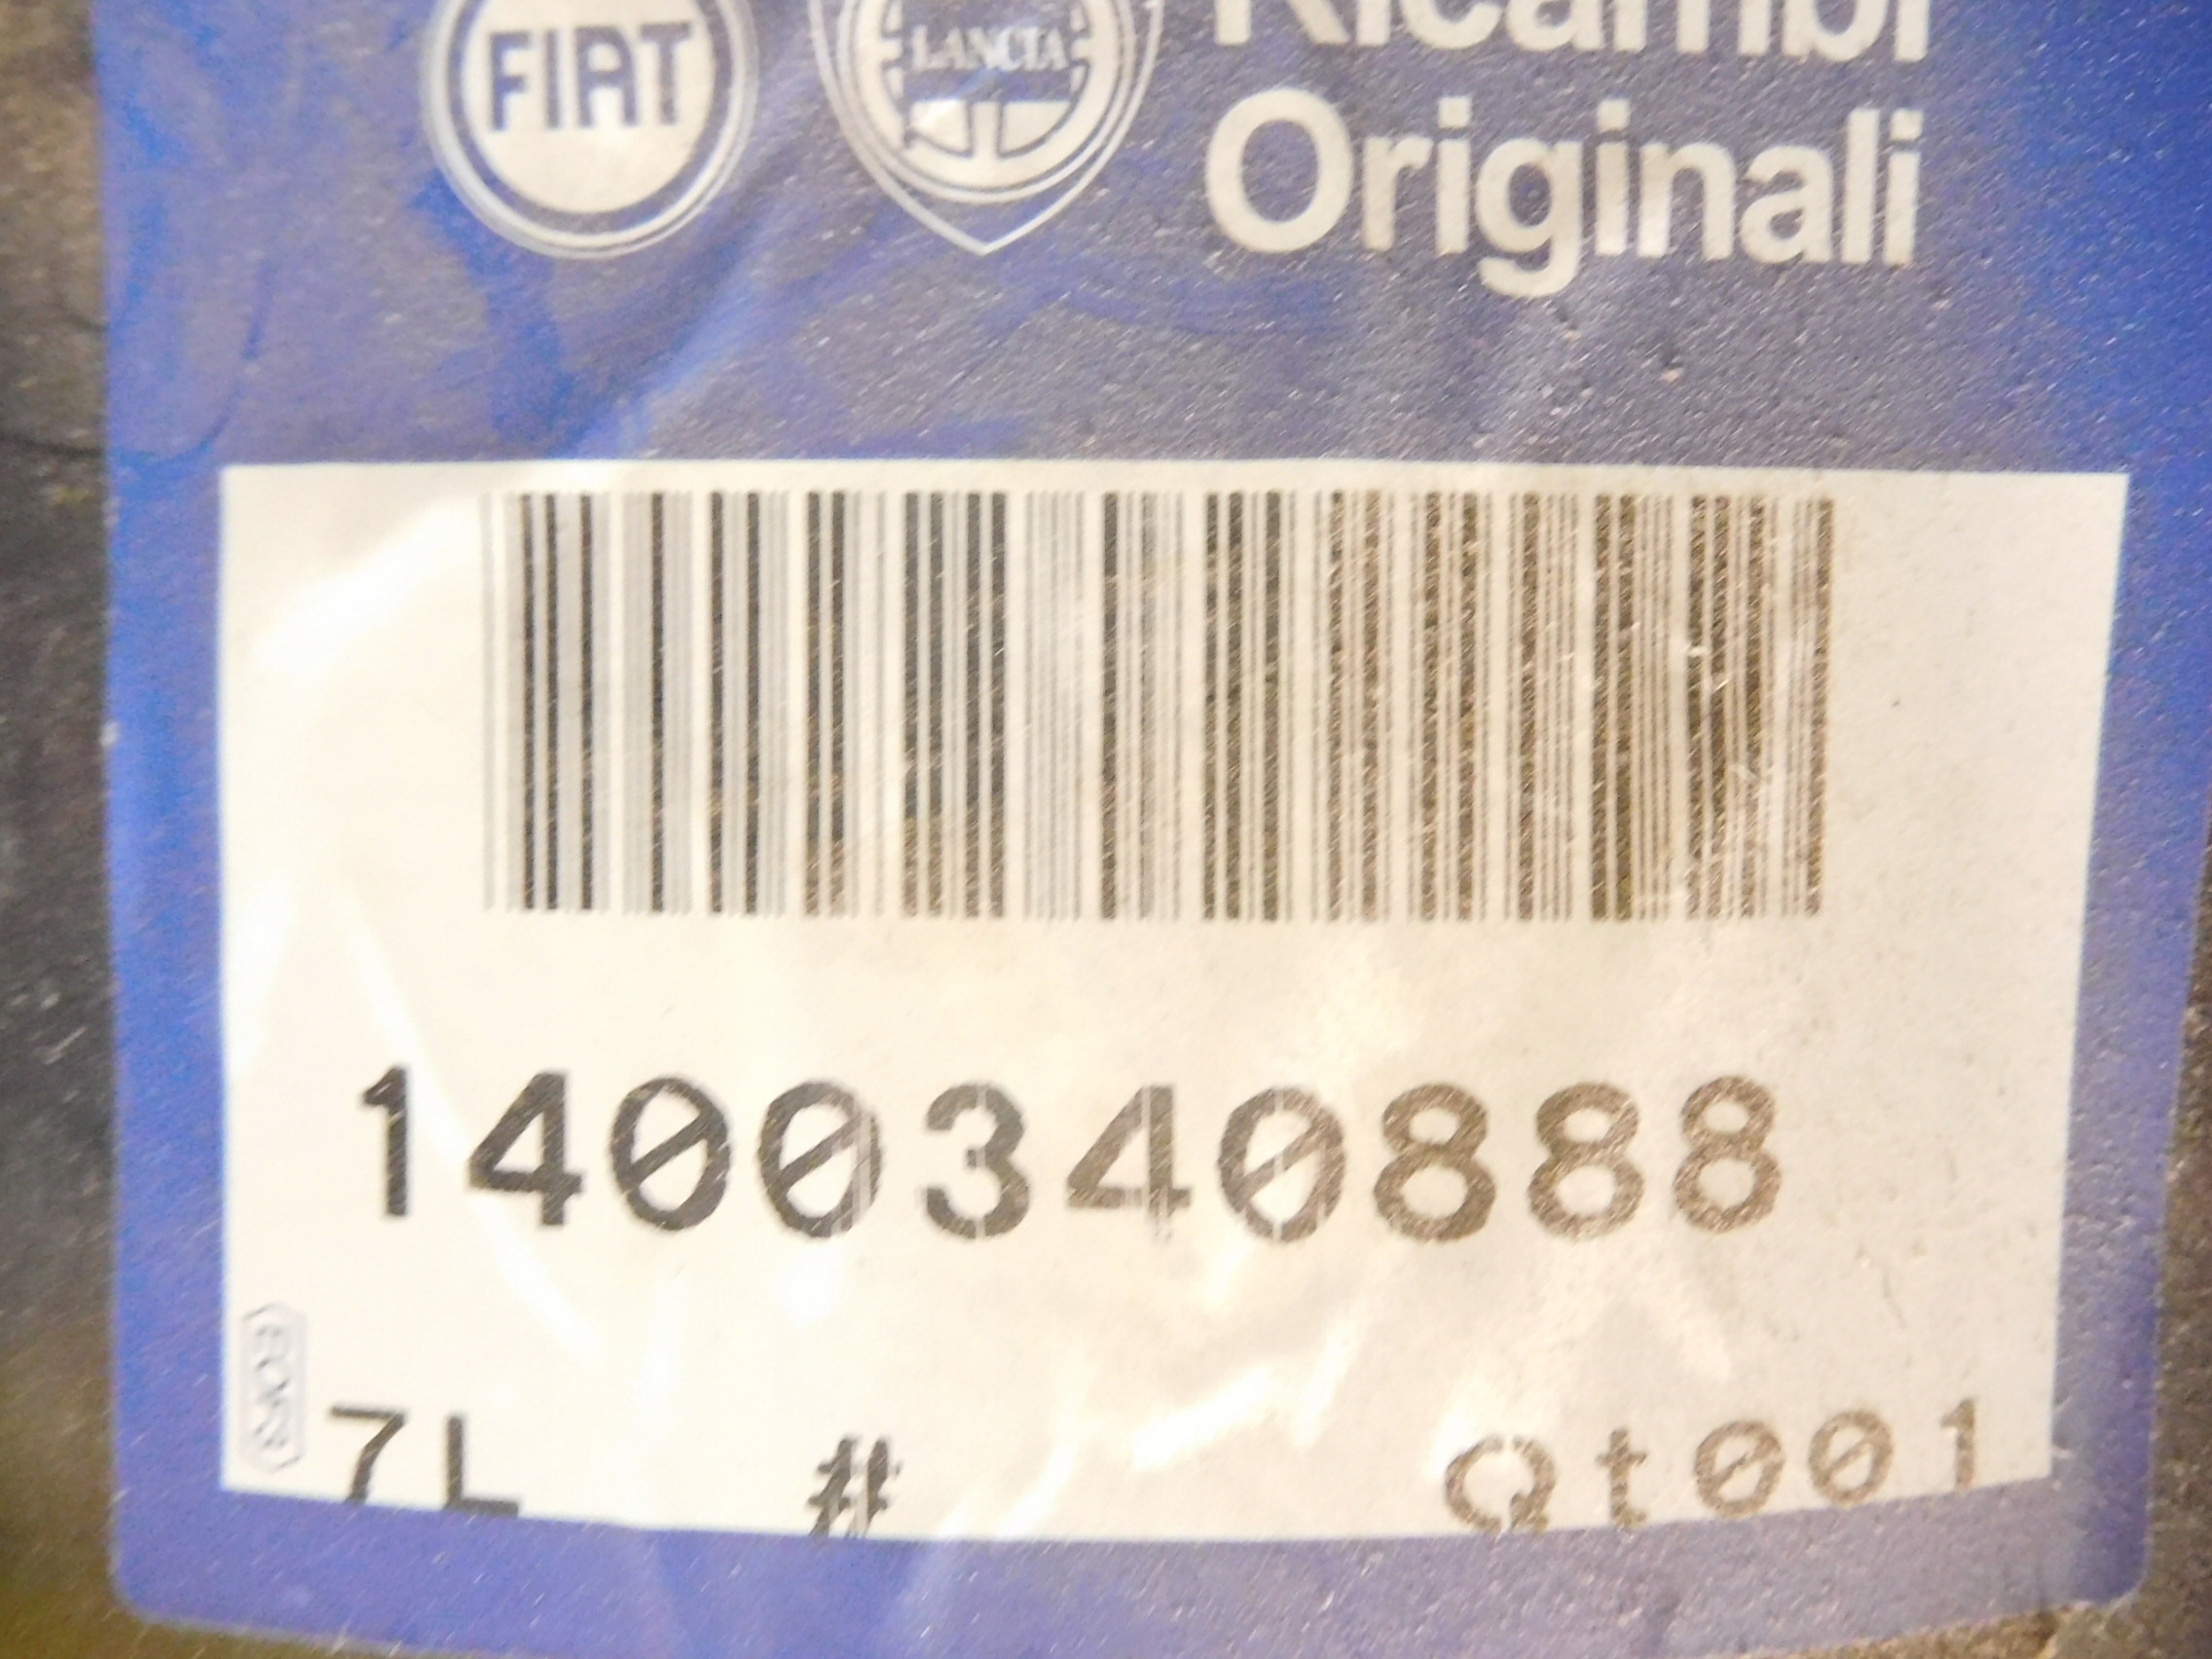 FIAT
LANCIA
Ricambi
Originali
1400340888
7L # Qt001